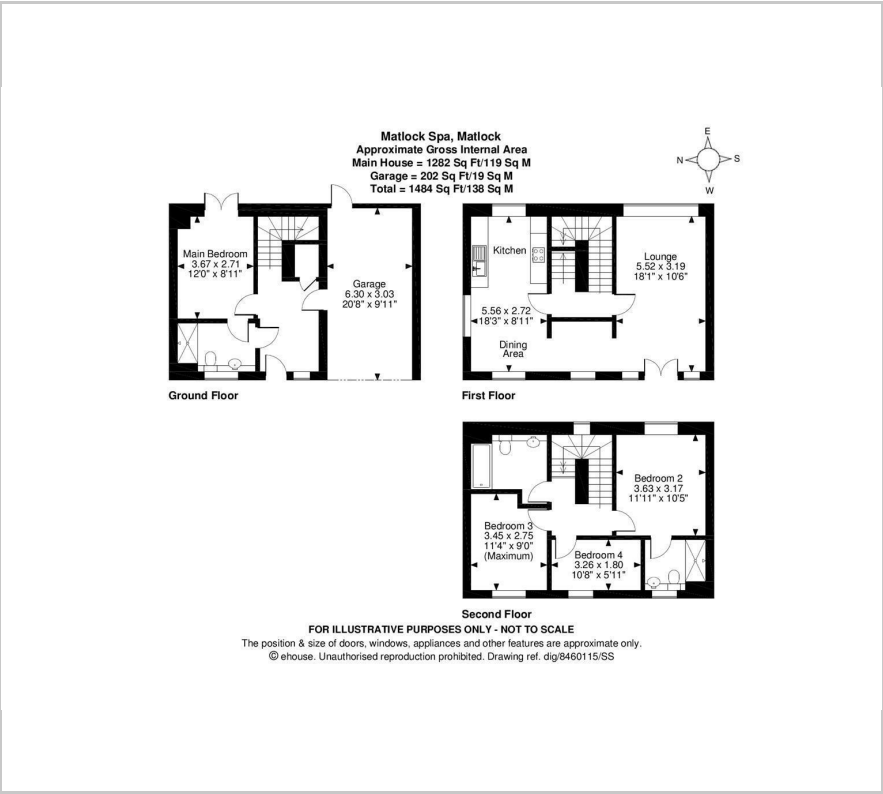 Matlock Spa, Matlock
Approximate Gross Internal Area
Main House = 1282 Sq Ft/119 Sq M
Garage = 202 Sq Ft/19 Sq M
Total = 1484 Sq Ft/138 Sq M
E
N
S
W
Main Bedroom
3.67 x 2.71
12'0" x 8'11"
Garage
6.30 x 3.03
20'8" x 9'11"
Ground Floor
Kitchen
5.56 x 2.72
18'3" x 8'11"
Dining
Area
Lounge
5.52 x 3.19
18'1" x 10'6"
First Floor
Bedroom 2
3.63 x 3.17
11'11" x 10'5"
Bedroom 3
3.45 x 2.75
11'4" x 9'0"
(Maximum)
Bedroom 4
3.26 x 1.80
10'8" x 5'11"
Second Floor
FOR ILLUSTRATIVE PURPOSES ONLY - NOT TO SCALE
The position & size of doors, windows, appliances and other features are approximate only.
© ehouse. Unauthorised reproduction prohibited. Drawing ref. dig/8460115/SS